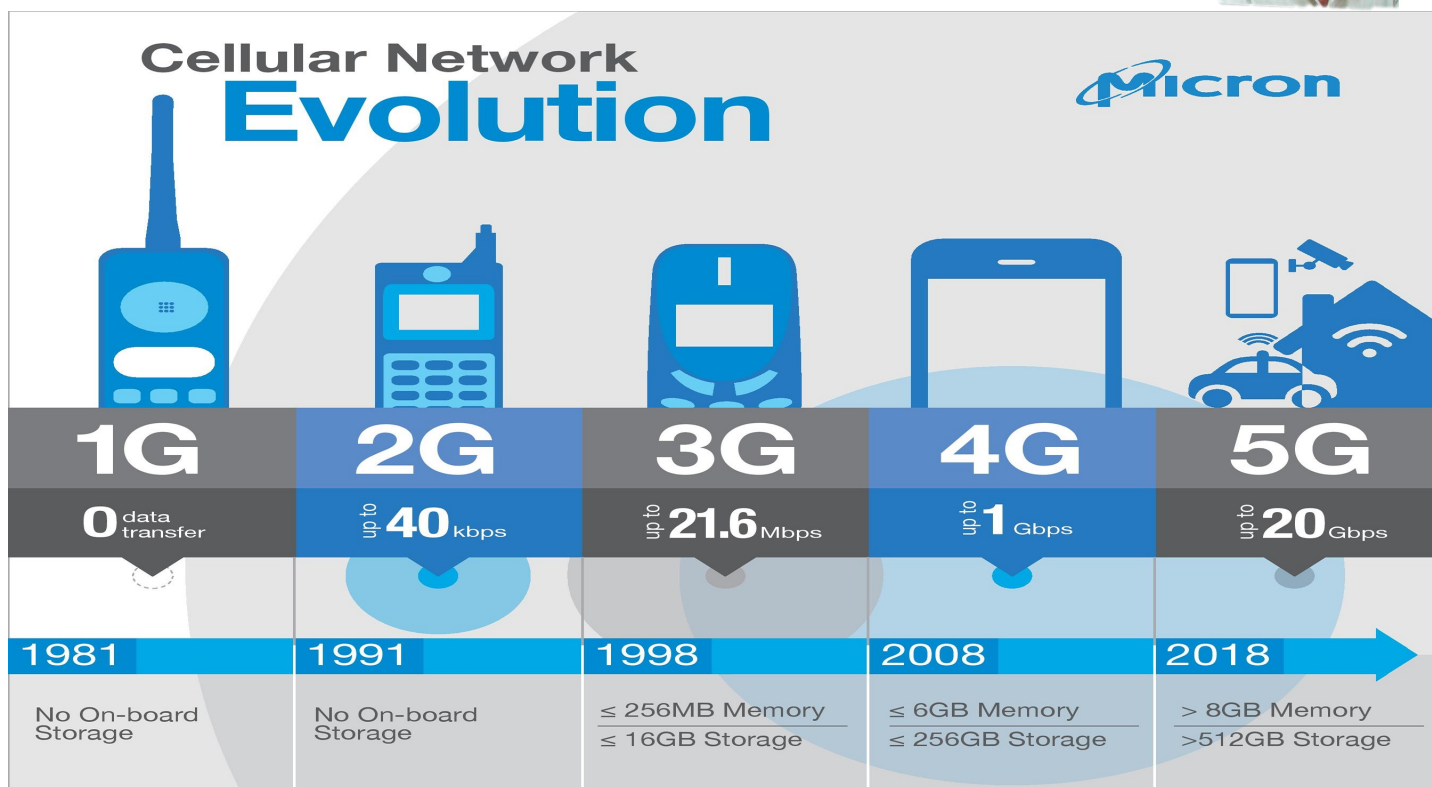 Cellular Network
Evolution
Micron
1G
2G
3G
4G
5G
0 data transfer
up to 40 kbps
up to 21.6 Mbps
up to 1 Gbps
up to 20 Gbps
1981
1991
1998
2008
2018
No On-board
Storage
No On-board
Storage
≤ 256MB Memory
≤ 16GB Storage
≤ 6GB Memory
≤ 256GB Storage
> 8GB Memory
>512GB Storage